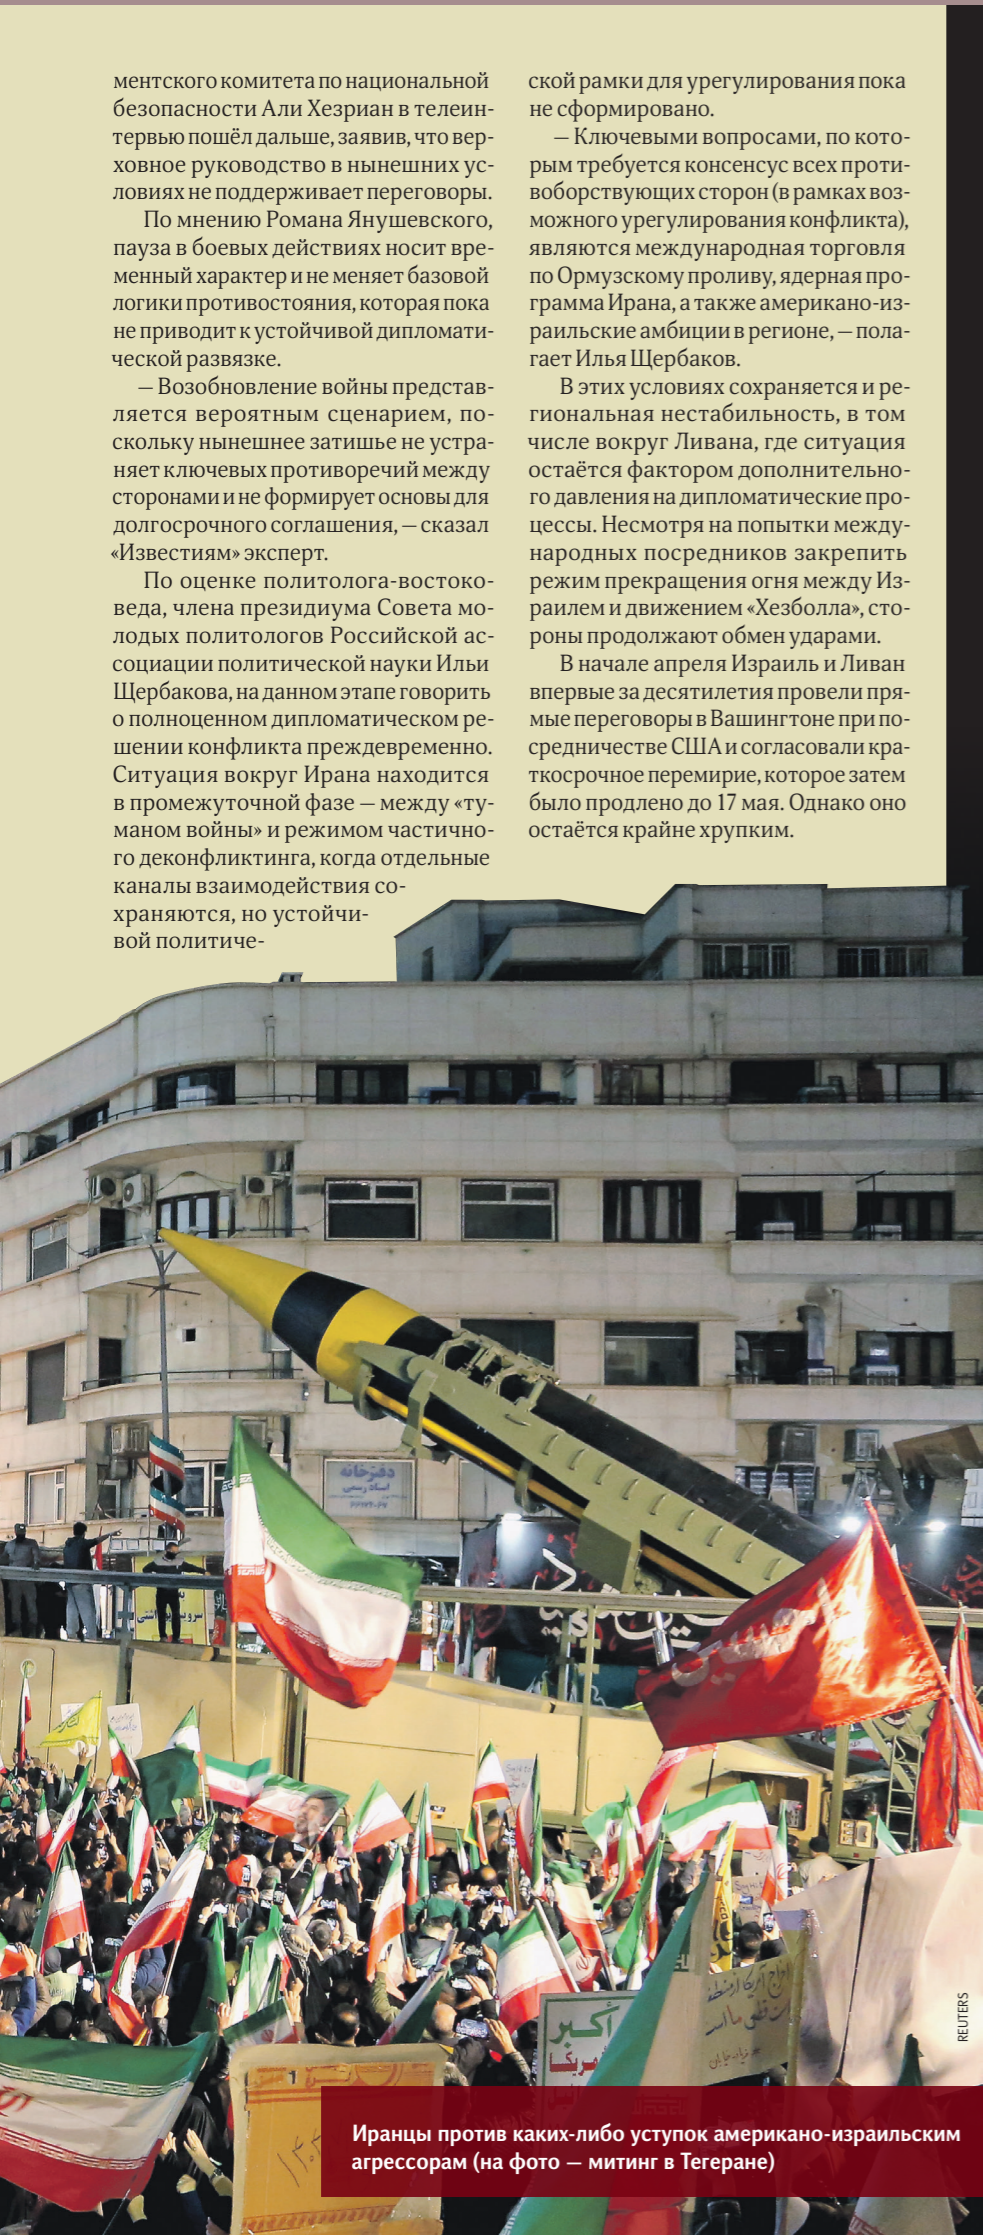 ментского комитета по национальной
безопасности Али Хезриан в телеин-
тервью пошёл дальше, заявив, что вер-
ховное руководство в нынешних ус-
ловиях не поддерживает переговоры.
По мнению Романа Янушевского,
пауза в боевых действиях носит вре-
менный характер и не меняет базовой
логики противостояния, которая пока
не приводит к устойчивой дипломати-
ческой развязке.
— Возобновление войны представ-
ляется вероятным сценарием, по-
скольку нынешнее затишье не устра-
няет ключевых противоречий между
сторонами и не формирует основы для
долгосрочного соглашения, — сказал
«Известиям» эксперт.
По оценке политолога-востоко-
веда, члена президиума Совета мо-
лодых политологов Российской ас-
социации политической науки Ильи
Щербакова, на данном этапе говорить
о полноценном дипломатическом ре-
шении конфликта преждевременно.
Ситуация вокруг Ирана находится
в промежуточной фазе — между «ту-
маном войны» и режимом частично-
го деконфликтинга, когда отдельные
каналы взаимодействия со-
храняются, но устойчи-
вой политиче-
ской рамки для урегулирования пока
не сформировано.
— Ключевыми вопросами, по кото-
рым требуется консенсус всех проти-
воборствующих сторон (в рамках воз-
можного урегулирования конфликта),
являются международная торговля
по Ормузскому проливу, ядерная про-
грамма Ирана, а также американо-из-
раильские амбиции в регионе, — пола-
гает Илья Щербаков.
В этих условиях сохраняется и ре-
гиональная нестабильность, в том
числе вокруг Ливана, где ситуация
остаётся фактором дополнительно-
го давления на дипломатические про-
цессы. Несмотря на попытки между-
народных посредников закрепить
режим прекращения огня между Из-
раилем и движением «Хезболла», сто-
роны продолжают обмен ударами.
В начале апреля Израиль и Ливан
впервые за десятилетия провели пря-
мые переговоры в Вашингтоне при по-
средничестве США и согласовали кра-
ткосрочное перемирие, которое затем
было продлено до 17 мая. Однако оно
остаётся крайне хрупким.
دفترخانه
اسناد رسمی
أكبر
REUTERS
Иранцы против каких-либо уступок американо-израильским
агрессорам (на фото — митинг в Тегеране)